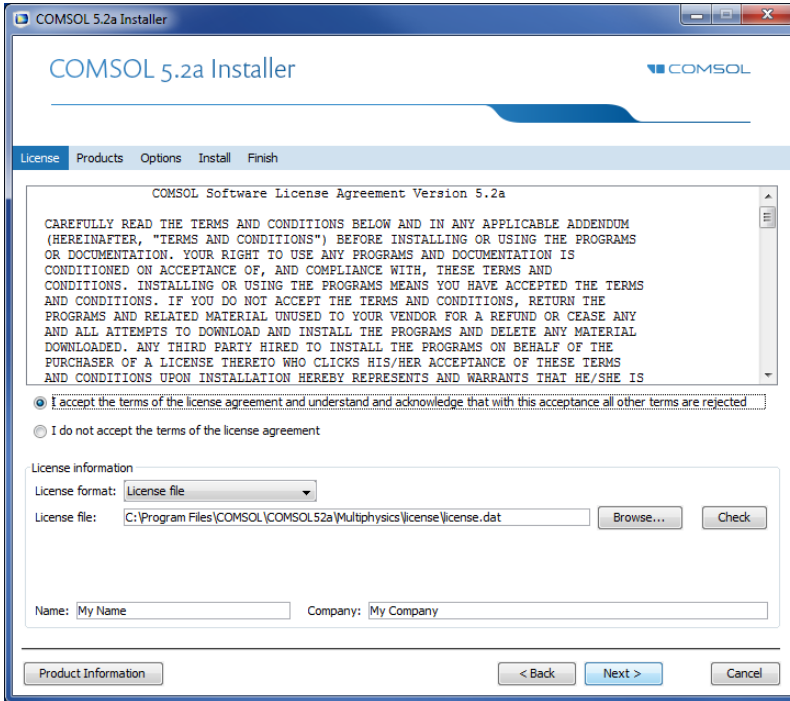 COMSOL 5.2a Installer
COMSOL 5.2a Installer
COMSOL
License Products Options Install Finish
COMSOL Software License Agreement Version 5.2a
CAREFULLY READ THE TERMS AND CONDITIONS BELOW AND IN ANY APPLICABLE ADDENDUM
(HEREINAFTER, "TERMS AND CONDITIONS") BEFORE INSTALLING OR USING THE PROGRAMS
OR DOCUMENTATION. YOUR RIGHT TO USE ANY PROGRAMS AND DOCUMENTATION IS
CONDITIONED ON ACCEPTANCE OF, AND COMPLIANCE WITH, THESE TERMS AND
CONDITIONS. INSTALLING OR USING THE PROGRAMS MEANS YOU HAVE ACCEPTED THE TERMS
AND CONDITIONS. IF YOU DO NOT ACCEPT THE TERMS AND CONDITIONS, RETURN THE
PROGRAMS AND RELATED MATERIAL UNUSED TO YOUR VENDOR FOR A REFUND OR CEASE ANY
AND ALL ATTEMPTS TO DOWNLOAD AND INSTALL THE PROGRAMS AND DELETE ANY MATERIAL
DOWNLOADED. ANY THIRD PARTY HIRED TO INSTALL THE PROGRAMS ON BEHALF OF THE
PURCHASER OF A LICENSE THERETO WHO CLICKS HIS/HER ACCEPTANCE OF THESE TERMS
AND CONDITIONS UPON INSTALLATION HEREBY REPRESENTS AND WARRANTS THAT HE/SHE IS
I accept the terms of the license agreement and understand and acknowledge that with this acceptance all other terms are rejected
I do not accept the terms of the license agreement
License information
License format: License file
License file: C:\Program Files\COMSOL\COMSOL52a\Multiphysics\license\license.dat Browse... Check
Name: My Name Company: My Company
Product Information < Back Next > Cancel